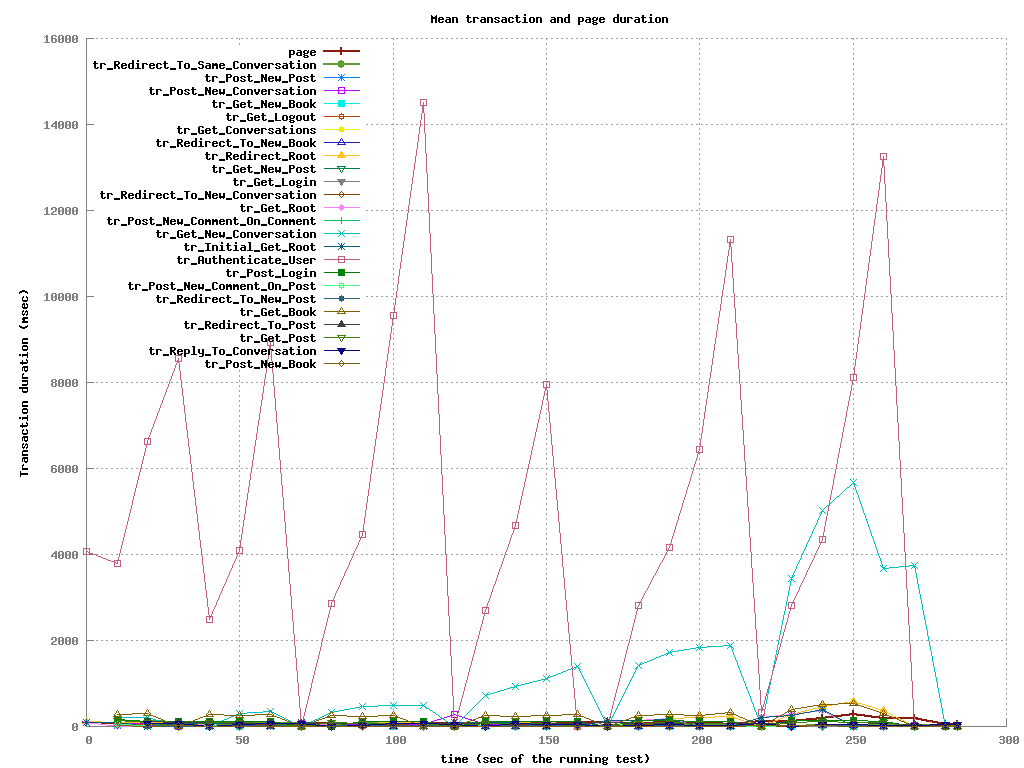 Mean transaction and page duration
16000
14000
12000
10000
8000
6000
4000
2000
0
Transaction duration (msec)
page
tr_Redirect_To_Same_Conversation
tr_Post_New_Post
tr_Post_New_Conversation
tr_Get_New_Book
tr_Get_Logout
tr_Get_Conversations
tr_Redirect_To_New_Book
tr_Redirect_Root
tr_Get_New_Post
tr_Get_Login
tr_Redirect_To_New_Conversation
tr_Get_Root
tr_Post_New_Comment_On_Comment
tr_Get_New_Conversation
tr_Initial_Get_Root
tr_Authenticate_User
tr_Post_Login
tr_Post_New_Comment_On_Post
tr_Redirect_To_New_Post
tr_Get_Book
tr_Redirect_To_Post
tr_Get_Post
tr_Reply_To_Conversation
tr_Post_New_Book
0 50 100 150 200 250 300
time (sec of the running test)